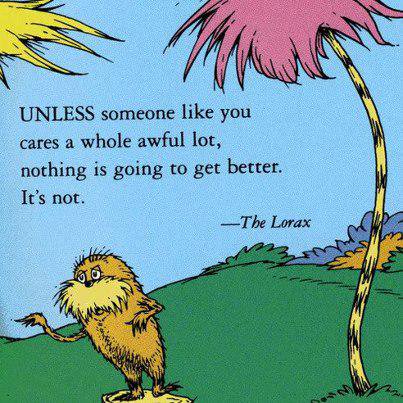 UNLESS someone like you
cares a whole awful lot,
nothing is going to get better.
It's not.
—The Lorax